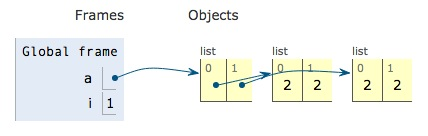 Frames Objects
Global frame
a
i 1
list list list
0 1 0 1 0 1
2 2 2 2